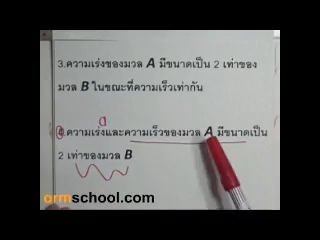 3.ความเร่งของมวล A มีขนาดเป็น 2 เท่าของ
มวล B ในขณะที่ความเร็วเท่ากัน
a
4.ความเร่งและความเร็วของมวล A มีขนาดเป็น
2 เท่าของมวล B
ormschool.com